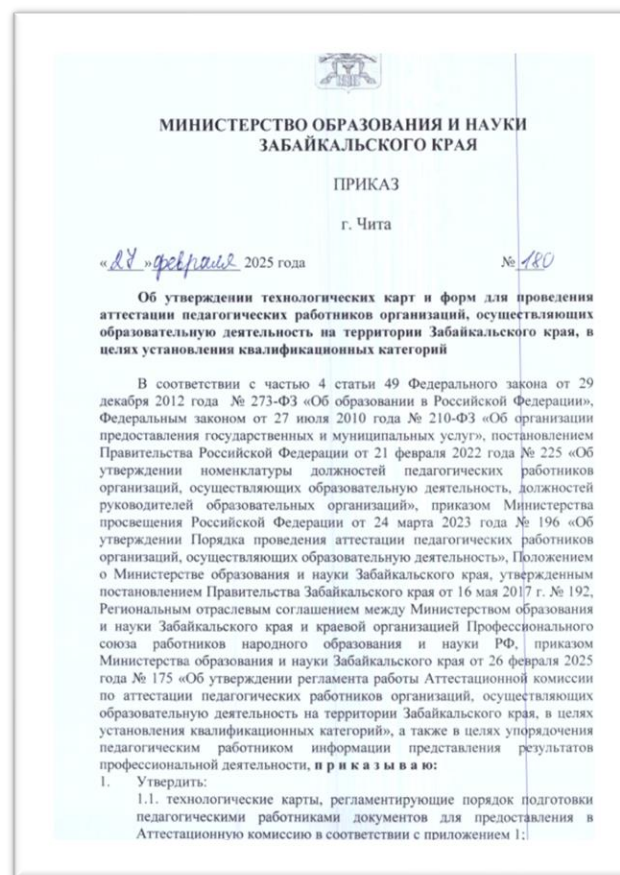 МИНИСТЕРСТВО ОБРАЗОВАНИЯ И НАУКИ
ЗАБАЙКАЛЬСКОГО КРАЯ
ПРИКАЗ
г. Чита
«27» февраля 2025 года № 180
Об утверждении технологических карт и форм для проведения
аттестации педагогических работников организаций, осуществляющих
образовательную деятельность на территории Забайкальского края, в
целях установления квалификационных категорий
В соответствии с частью 4 статьи 49 Федерального закона от 29
декабря 2012 года № 273-ФЗ «Об образовании в Российской Федерации»,
Федеральным законом от 27 июля 2010 года № 210-ФЗ «Об организации
предоставления государственных и муниципальных услуг», постановлением
Правительства Российской Федерации от 21 февраля 2022 года № 225 «Об
утверждении номенклатуры должностей педагогических работников
организаций, осуществляющих образовательную деятельность, должностей
руководителей образовательных организаций», приказом Министерства
просвещения Российской Федерации от 24 марта 2023 года № 196 «Об
утверждении Порядка проведения аттестации педагогических работников
организаций, осуществляющих образовательную деятельность», Положением
о Министерстве образования и науки Забайкальского края, утвержденным
постановлением Правительства Забайкальского края от 16 мая 2017 г. № 192,
Региональным отраслевым соглашением между Министерством образования
и науки Забайкальского края и краевой организацией Профессионального
союза работников народного образования и науки РФ, приказом
Министерства образования и науки Забайкальского края от 26 февраля 2025
года № 175 «Об утверждении регламента работы Аттестационной комиссии
по аттестации педагогических работников организаций, осуществляющих
образовательную деятельность на территории Забайкальского края, в целях
установления квалификационных категорий», а также в целях упорядочения
педагогическим работником информации представления результатов
профессиональной деятельности, п р и к а з ы в а ю:
1. Утвердить:
1.1. технологические карты, регламентирующие порядок подготовки
педагогическими работниками документов для предоставления в
Аттестационную комиссию в соответствии с приложением 1;